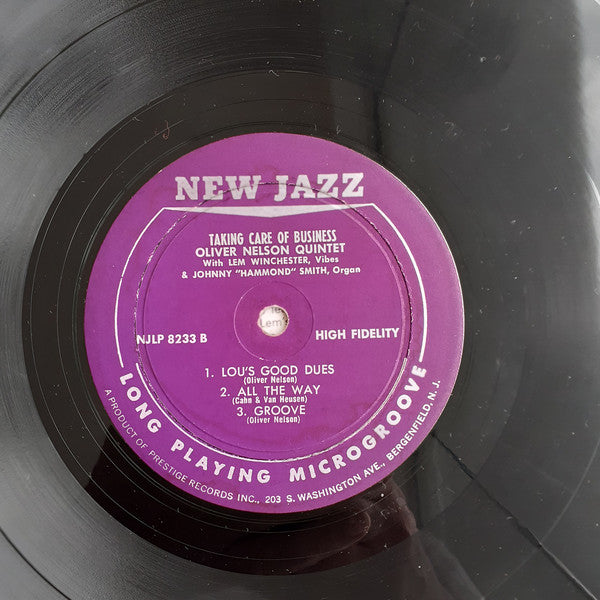 NEW JAZZ
TAKING CARE OF BUSINESS
OLIVER NELSON QUINTET
With LEM WINCHESTER, Vibes
& JOHNNY "HAMMOND" SMITH, Organ
Lem
NJLP 8233 B
HIGH FIDELITY
1. LOU'S GOOD DUES
(Oliver Nelson)
2. ALL THE WAY
(Cahn & Van Heusen)
3. GROOVE
(Oliver Nelson)
LONG PLAYING MICROGROOVE
A PRODUCT OF PRESTIGE RECORDS INC., 203 S. WASHINGTON AVE., BERGENFIELD, N. J.